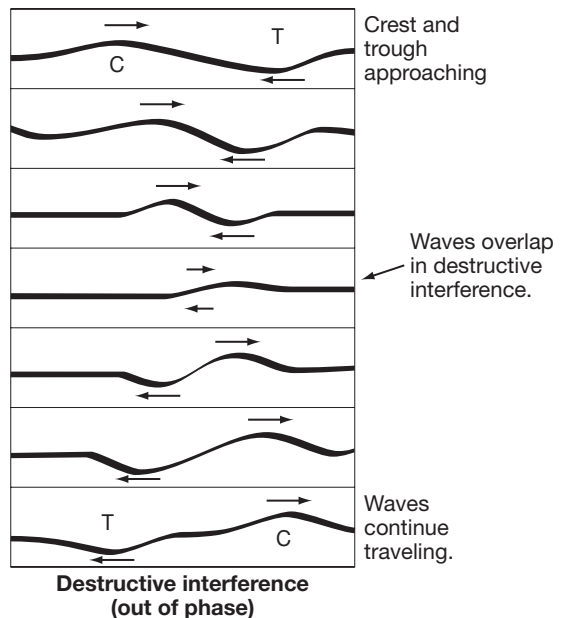 Crest and
trough
approaching
T
C
Waves overlap
in destructive
interference.
T
C
Waves
continue
traveling.
Destructive interference
(out of phase)